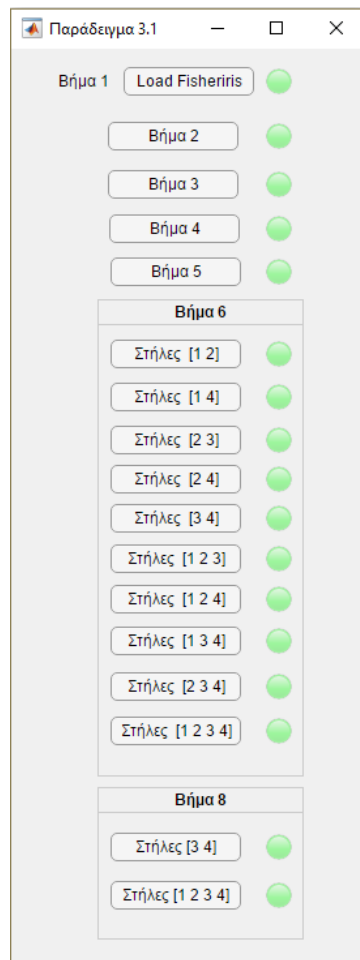 Παράδειγμα 3.1
Βήμα 1 Load Fisheriris
Βήμα 2
Βήμα 3
Βήμα 4
Βήμα 5
Βήμα 6
Στήλες [1 2]
Στήλες [1 4]
Στήλες [2 3]
Στήλες [2 4]
Στήλες [3 4]
Στήλες [1 2 3]
Στήλες [1 2 4]
Στήλες [1 3 4]
Στήλες [2 3 4]
Στήλες [1 2 3 4]
Βήμα 8
Στήλες [3 4]
Στήλες [1 2 3 4]